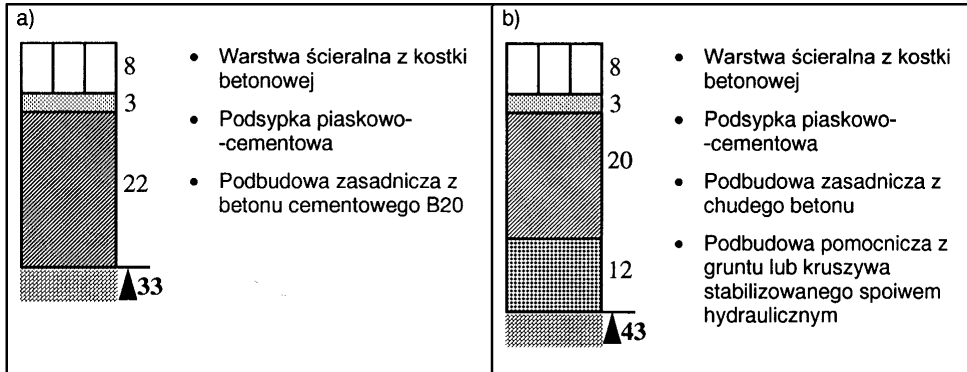 a)
8
3
22
33
• Warstwa ścieralna z kostki
betonowej
• Podsypka piaskowo-
-cementowa
• Podbudowa zasadnicza z
betonu cementowego B20
b)
8
3
20
12
43
• Warstwa ścieralna z kostki
betonowej
• Podsypka piaskowo-
-cementowa
• Podbudowa zasadnicza z
chudego betonu
• Podbudowa pomocnicza z
gruntu lub kruszywa
stabilizowanego spoiwem
hydraulicznym